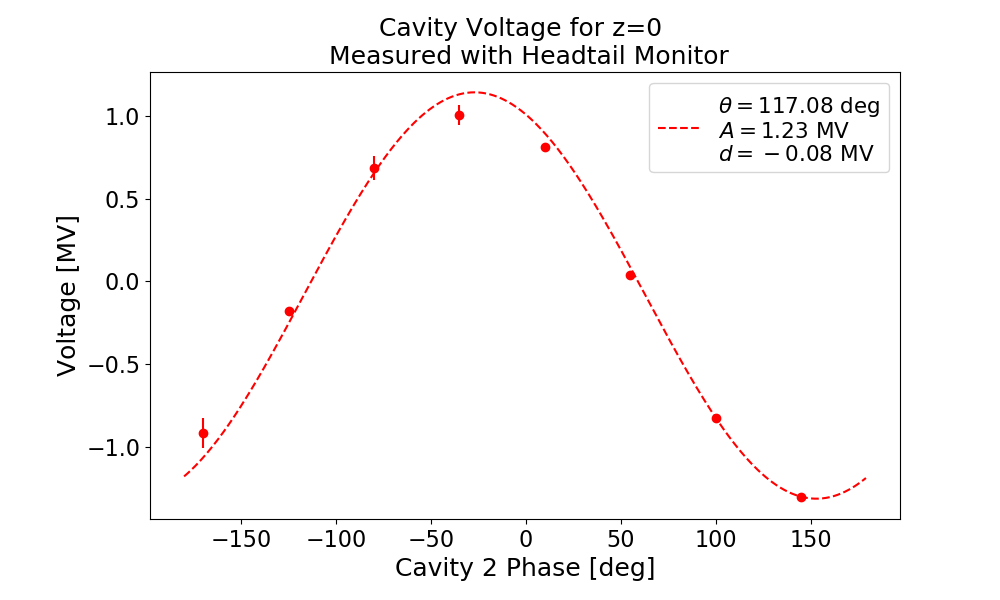 Cavity Voltage for z=0
Measured with Headtail Monitor
θ = 117.08 deg
A = 1.23 MV
d = −0.08 MV
Voltage [MV]
1.0
0.5
0.0
−0.5
−1.0
−150 −100 −50 0 50 100 150
Cavity 2 Phase [deg]